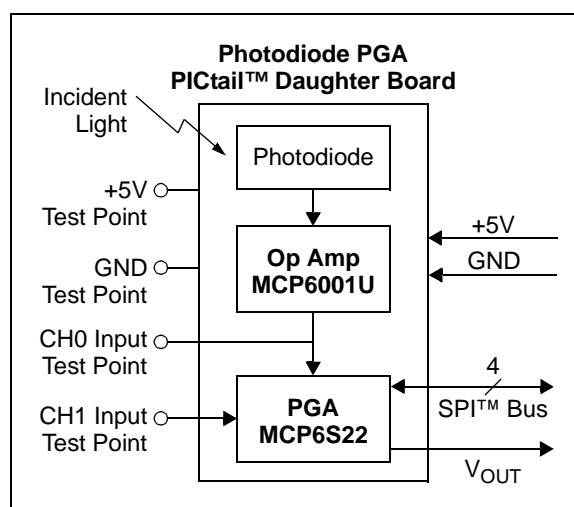 Photodiode PGA
PICtail™ Daughter Board
Incident
Light
Photodiode
+5V
Test Point
+5V
Op Amp
MCP6001U
GND
Test Point
GND
CH0 Input
Test Point
4
SPI™ Bus
CH1 Input
Test Point
PGA
MCP6S22
VOUT